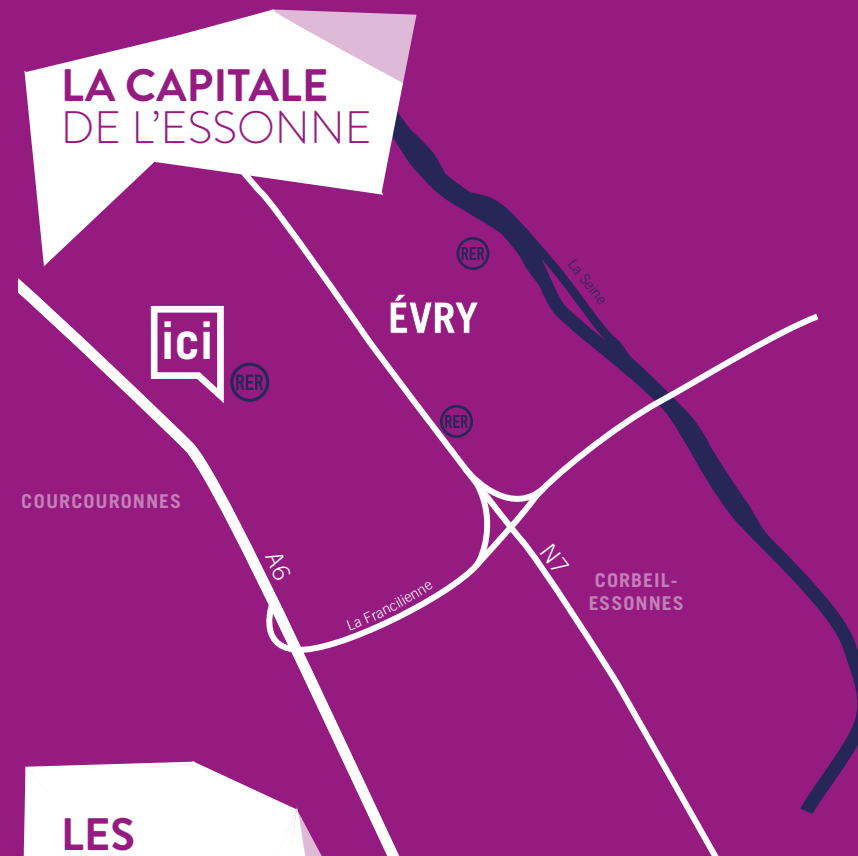 LA CAPITALE
DE L’ESSONNE
RER
La Seine
ÉVRY
ici
RER
RER
COURCOURONNES
A6
N7
CORBEIL-
ESSONNES
La Francilienne
LES